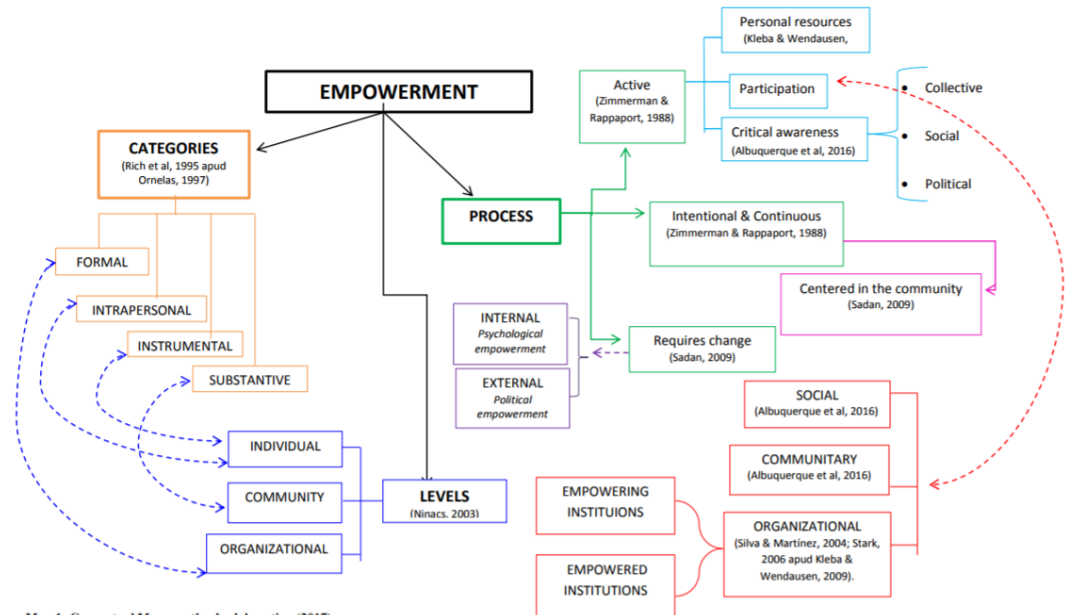 EMPOWERMENT
CATEGORIES
(Rich et al, 1995 apud
Ornelas, 1997)
FORMAL
INTRAPERSONAL
INSTRUMENTAL
SUBSTANTIVE
PROCESS
Active
(Zimmerman &
Rappaport, 1988)
Personal resources
(Kleba & Wendausen,
Participation
Critical awareness
(Albuquerque et al, 2016)
• Collective
• Social
• Political
Intentional & Continuous
(Zimmerman & Rappaport, 1988)
Centered in the community
(Sadan, 2009)
Requires change
(Sadan, 2009)
INTERNAL
Psychological
empowerment
EXTERNAL
Political
empowerment
LEVELS
(Ninacs. 2003)
INDIVIDUAL
COMMUNITY
ORGANIZATIONAL
SOCIAL
(Albuquerque et al, 2016)
COMMUNITARY
(Albuquerque et al, 2016)
ORGANIZATIONAL
(Silva & Martínez, 2004; Stark,
2006 apud Kleba &
Wendausen, 2009).
EMPOWERING
INSTITUIONS
EMPOWERED
INSTITUTIONS